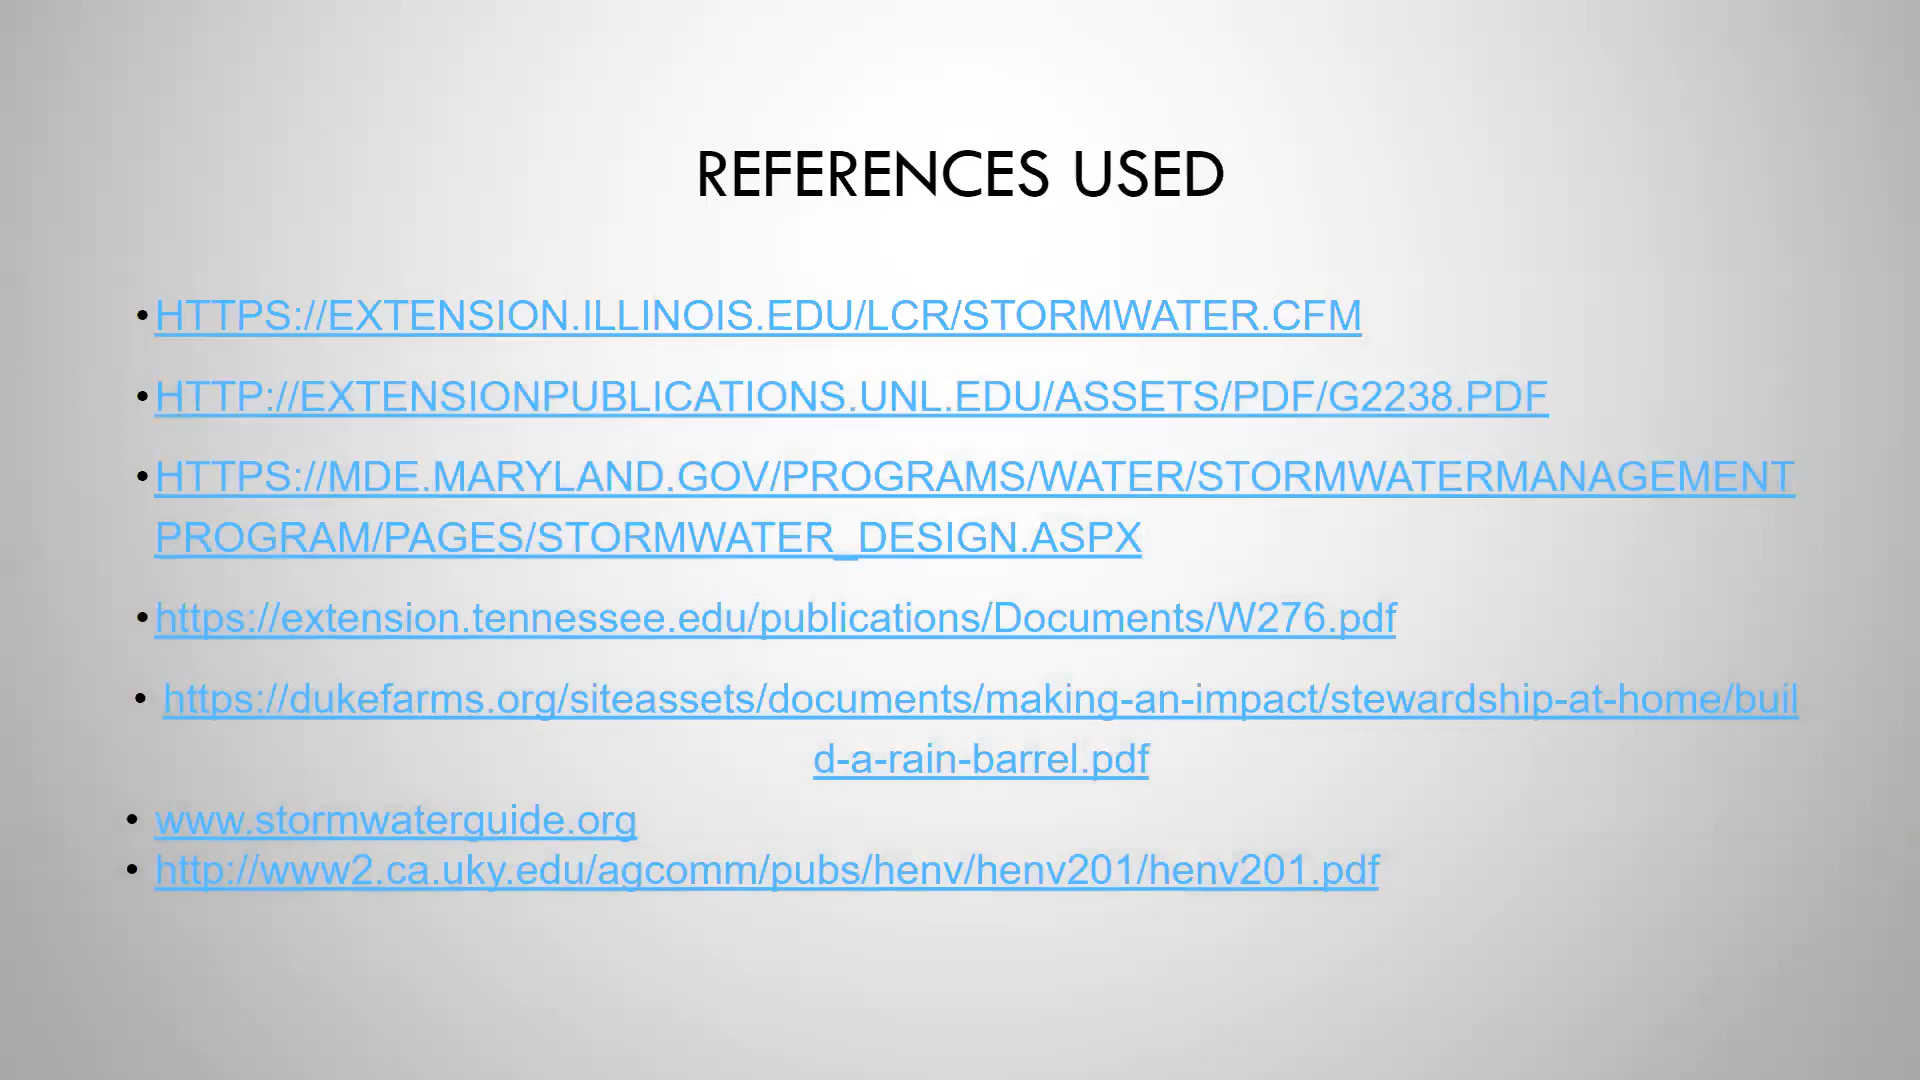 REFERENCES USED
•HTTPS://EXTENSION.ILLINOIS.EDU/LCR/STORMWATER.CFM
•HTTP://EXTENSIONPUBLICATIONS.UNL.EDU/ASSETS/PDF/G2238.PDF
•HTTPS://MDE.MARYLAND.GOV/PROGRAMS/WATER/STORMWATERMANAGEMENT
PROGRAM/PAGES/STORMWATER_DESIGN.ASPX
•https://extension.tennessee.edu/publications/Documents/W276.pdf
• https://dukefarms.org/siteassets/documents/making-an-impact/stewardship-at-home/buil
d-a-rain-barrel.pdf
• www.stormwaterguide.org
• http://www2.ca.uky.edu/agcomm/pubs/henv/henv201/henv201.pdf